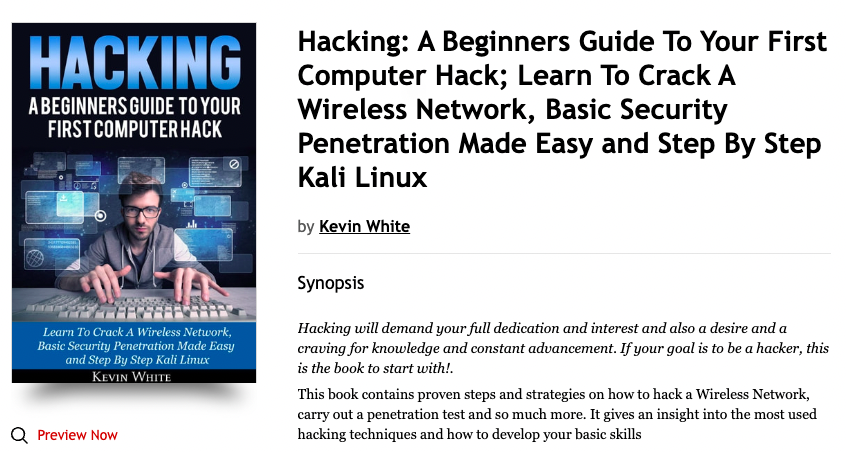 HACKING
A BEGINNERS GUIDE TO YOUR
FIRST COMPUTER HACK
Learn To Crack A Wireless Network,
Basic Security Penetration Made Easy
and Step By Step Kali Linux
KEVIN WHITE
Preview Now
Hacking: A Beginners Guide To Your First
Computer Hack; Learn To Crack A
Wireless Network, Basic Security
Penetration Made Easy and Step By Step
Kali Linux
by Kevin White
Synopsis
Hacking will demand your full dedication and interest and also a desire and a
craving for knowledge and constant advancement. If your goal is to be a hacker, this
is the book to start with!.
This book contains proven steps and strategies on how to hack a Wireless Network,
carry out a penetration test and so much more. It gives an insight into the most used
hacking techniques and how to develop your basic skills